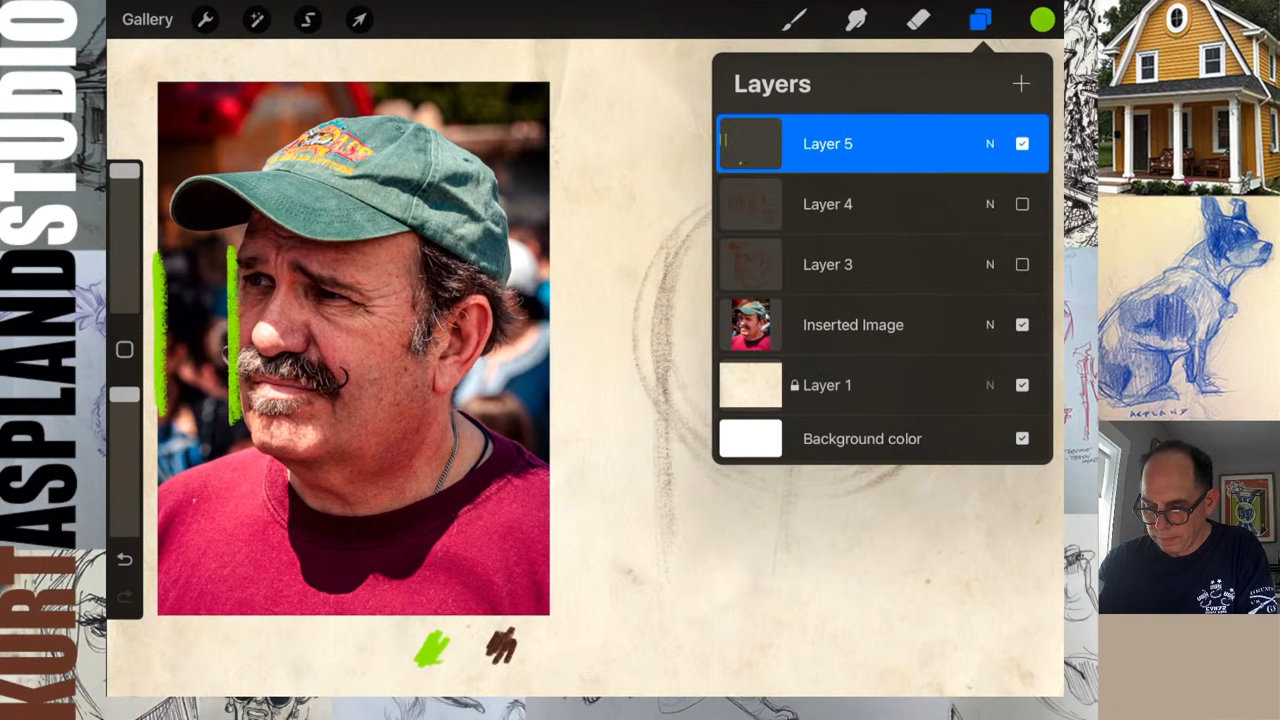 KURT ASPLAND STUDIO
Gallery
Layers
Layer 5
N
Layer 4
N
Layer 3
N
Inserted Image
N
Layer 1
N
Background color